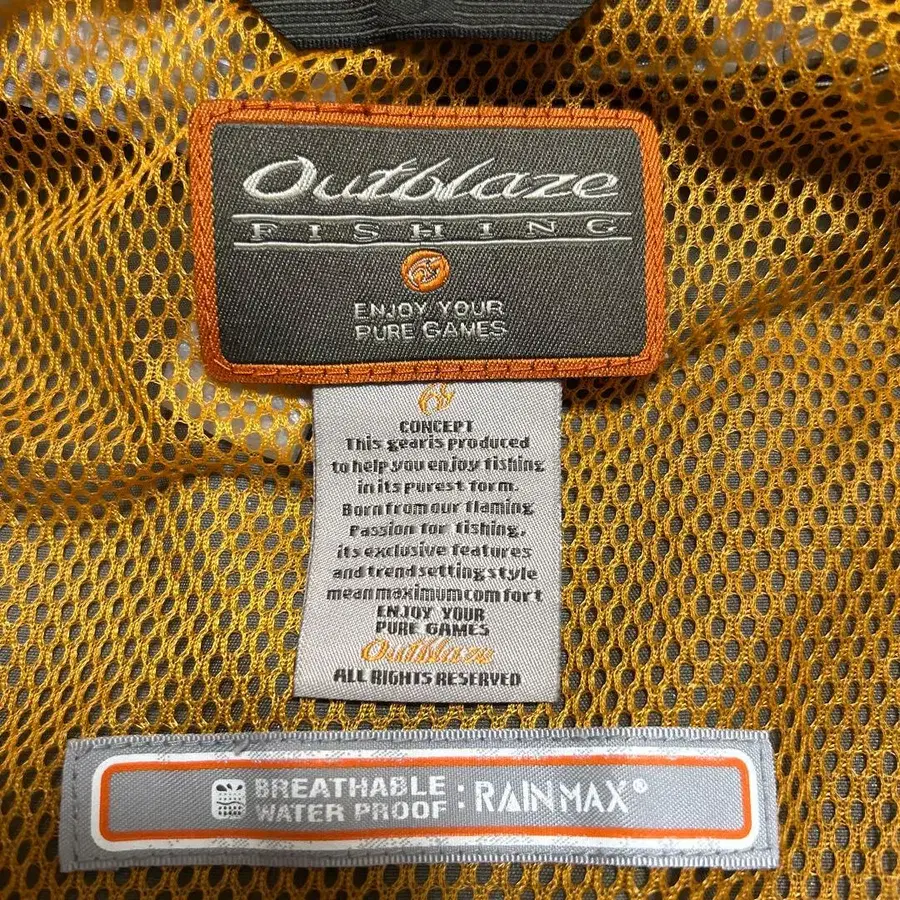 Outblaze
FISHING
ENJOY YOUR
PURE GAMES
CONCEPT
This gearis produced
to help you enjoy fishing
in its purest form.
Born from our flaming
Passion for fishing,
its exclusive features
and trendsetting style
mean maximum comfort
ENJOY YOUR
PURE GAMES
Outblaze
ALL RIGHTS RESERVED
BREATHABLE
WATER PROOF : RAINMAX®